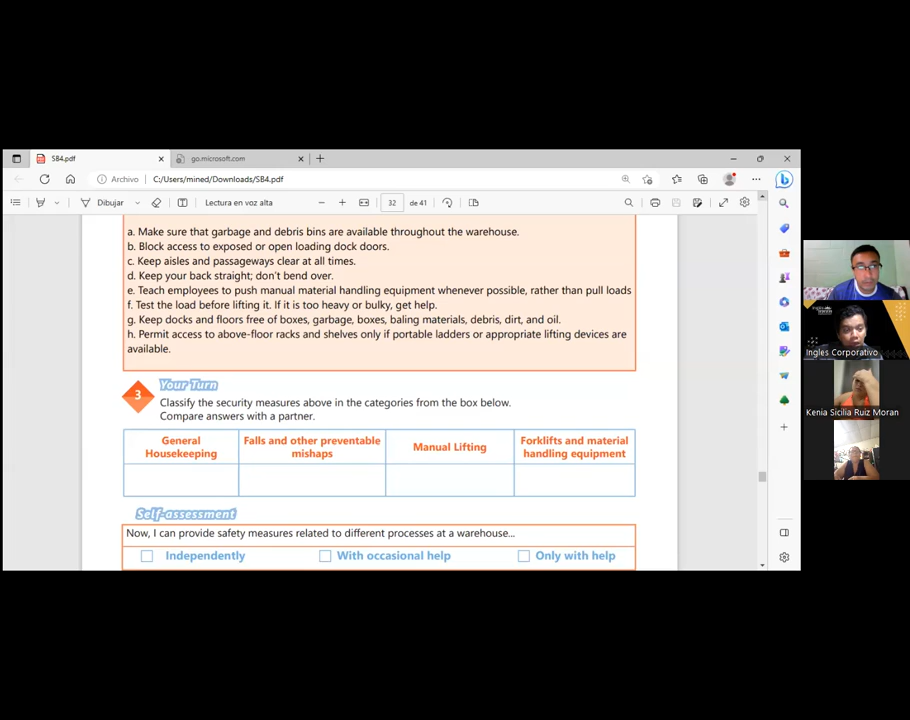 SB4.pdf
go.microsoft.com
Archivo
C:/Users/mined/Downloads/SB4.pdf
Dibujar
Lectura en voz alta
32
de 41
a. Make sure that garbage and debris bins are available throughout the warehouse.
b. Block access to exposed or open loading dock doors.
c. Keep aisles and passageways clear at all times.
d. Keep your back straight; don't bend over.
e. Teach employees to push manual material handling equipment whenever possible, rather than pull loads
f. Test the load before lifting it. If it is too heavy or bulky, get help.
g. Keep docks and floors free of boxes, garbage, boxes, baling materials, debris, dirt, and oil.
h. Permit access to above-floor racks and shelves only if portable ladders or appropriate lifting devices are
available.
3
Your Turn
Classify the security measures above in the categories from the box below.
Compare answers with a partner.
General
Housekeeping
Falls and other preventable
mishaps
Manual Lifting
Forklifts and material
handling equipment
Self-assessment
Now, I can provide safety measures related to different processes at a warehouse...
Independently
With occasional help
Only with help
Ingles Corporativo
Kenia Sicilia Ruiz Moran